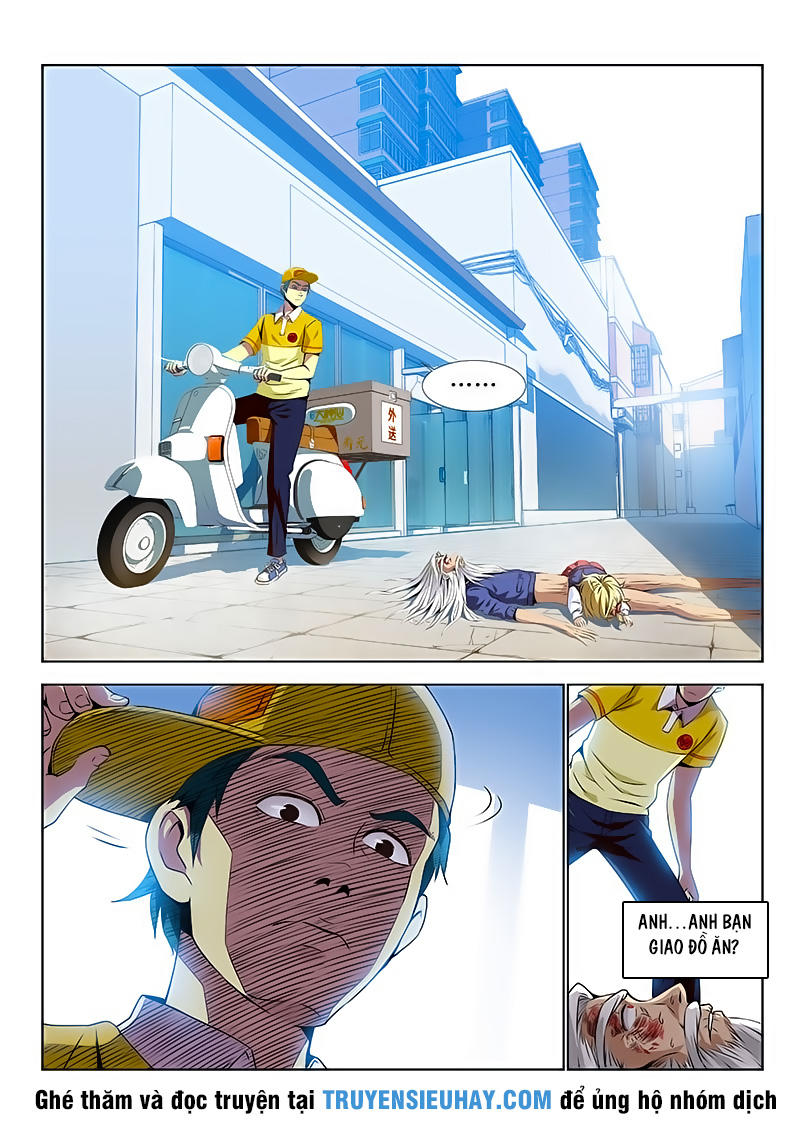 ......
外
送
ANH...ANH BẠN
GIAO ĐỒ ĂN?
Ghé thăm và đọc truyện tại TRUYENSIEUHAY.COM để ủng hộ nhóm dịch